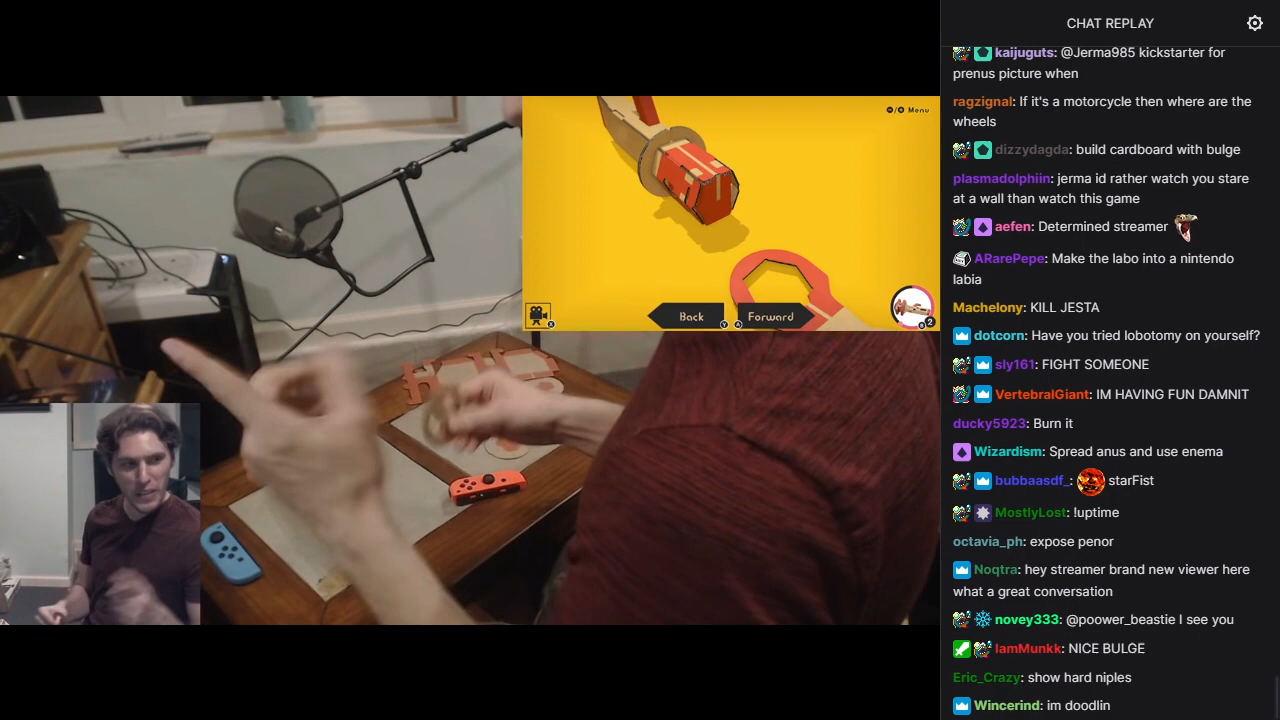 Menu
Back
Forward
CHAT REPLAY
kaijuguts: @Jerma985 kickstarter for
prenus picture when
ragzignal: If it's a motorcycle then where are the
wheels
dizzydagda: build cardboard with bulge
plasmadolphiin: jerma id rather watch you stare
at a wall than watch this game
aefen: Determined streamer
ARarePepe: Make the labo into a nintendo
labia
Machelony: KILL JESTA
dotcorn: Have you tried lobotomy on yourself?
sly161: FIGHT SOMEONE
VertebralGiant: IM HAVING FUN DAMNIT
ducky5923: Burn it
Wizardism: Spread anus and use enema
bubbaasdf_: starFist
MostlyLost: !uptime
octavia_ph: expose penor
Noqtra: hey streamer brand new viewer here
what a great conversation
novey333: @poower_beastie I see you
IamMunkk: NICE BULGE
Eric_Crazy: show hard niples
Wincerind: im doodlin